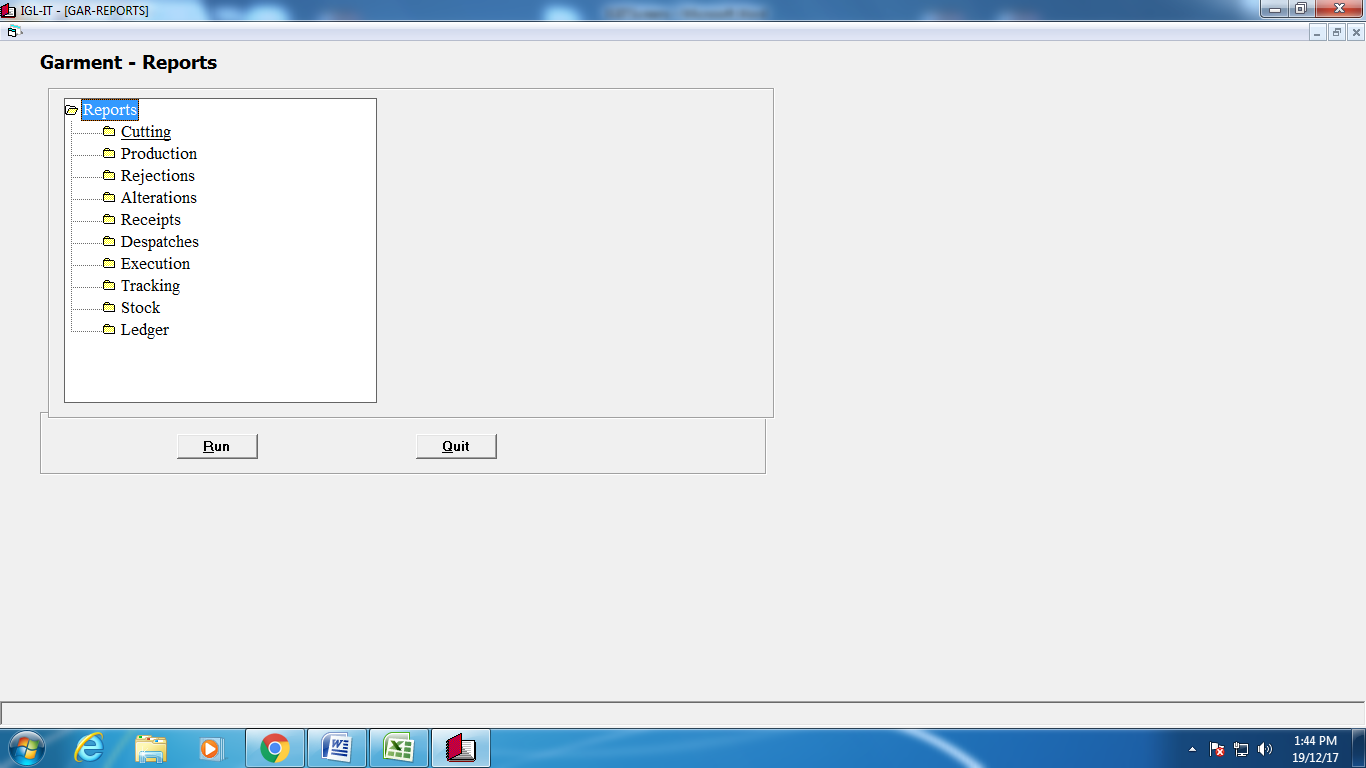 IGL-IT - [GAR-REPORTS]
Garment - Reports
Reports
Cutting
Production
Rejections
Alterations
Receipts
Despatches
Execution
Tracking
Stock
Ledger
Run
Quit
1:44 PM
19/12/17